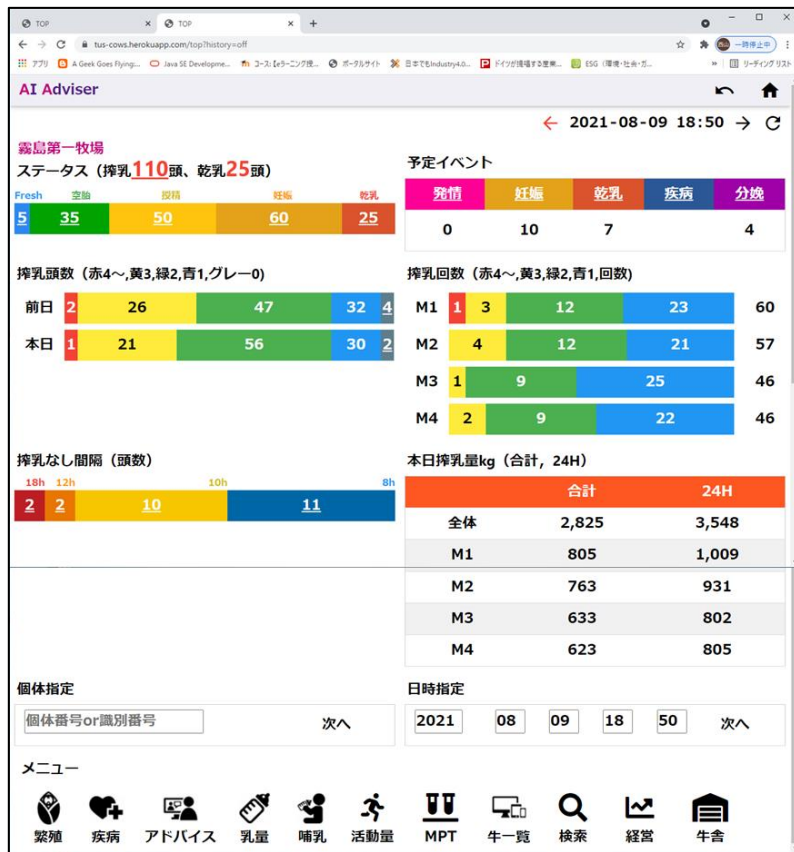 TOP
TOP
tus-cows.herokuapp.com/top?history=off
一時停止中
アプリ A Geek Goes Flying:... Java SE Developme... ポータルサイト 日本でもIndustry4.0... ドイツが提唱する産業... ESG（環境・社会・ガ... » リーディング リスト
AI Adviser
← 2021-08-09 18:50 →
霧島第一牧場
ステータス（搾乳110頭、乾乳25頭）
Fresh 空胎 授精 妊娠 乾乳
5 35 50 60 25
予定イベント
発情 妊娠 乾乳 疾病 分娩
0 10 7 4
搾乳頭数（赤4～,黄3,緑2,青1,グレー0）
前日 2 26 47 32 4
本日 1 21 56 30 2
搾乳回数（赤4～,黄3,緑2,青1,回数)
M1 1 3 12 23 60
M2 4 12 21 57
M3 1 9 25 46
M4 2 9 22 46
搾乳なし間隔（頭数）
18h 12h 10h 8h
2 2 10 11
本日搾乳量kg（合計，24H）
合計 24H
全体 2,825 3,548
M1 805 1,009
M2 763 931
M3 633 802
M4 623 805
個体指定
個体番号or識別番号 次へ
日時指定
2021 08 09 18 50 次へ
メニュー
繁殖 疾病 アドバイス 乳量 哺乳 活動量 MPT 牛一覧 検索 経営 牛舎